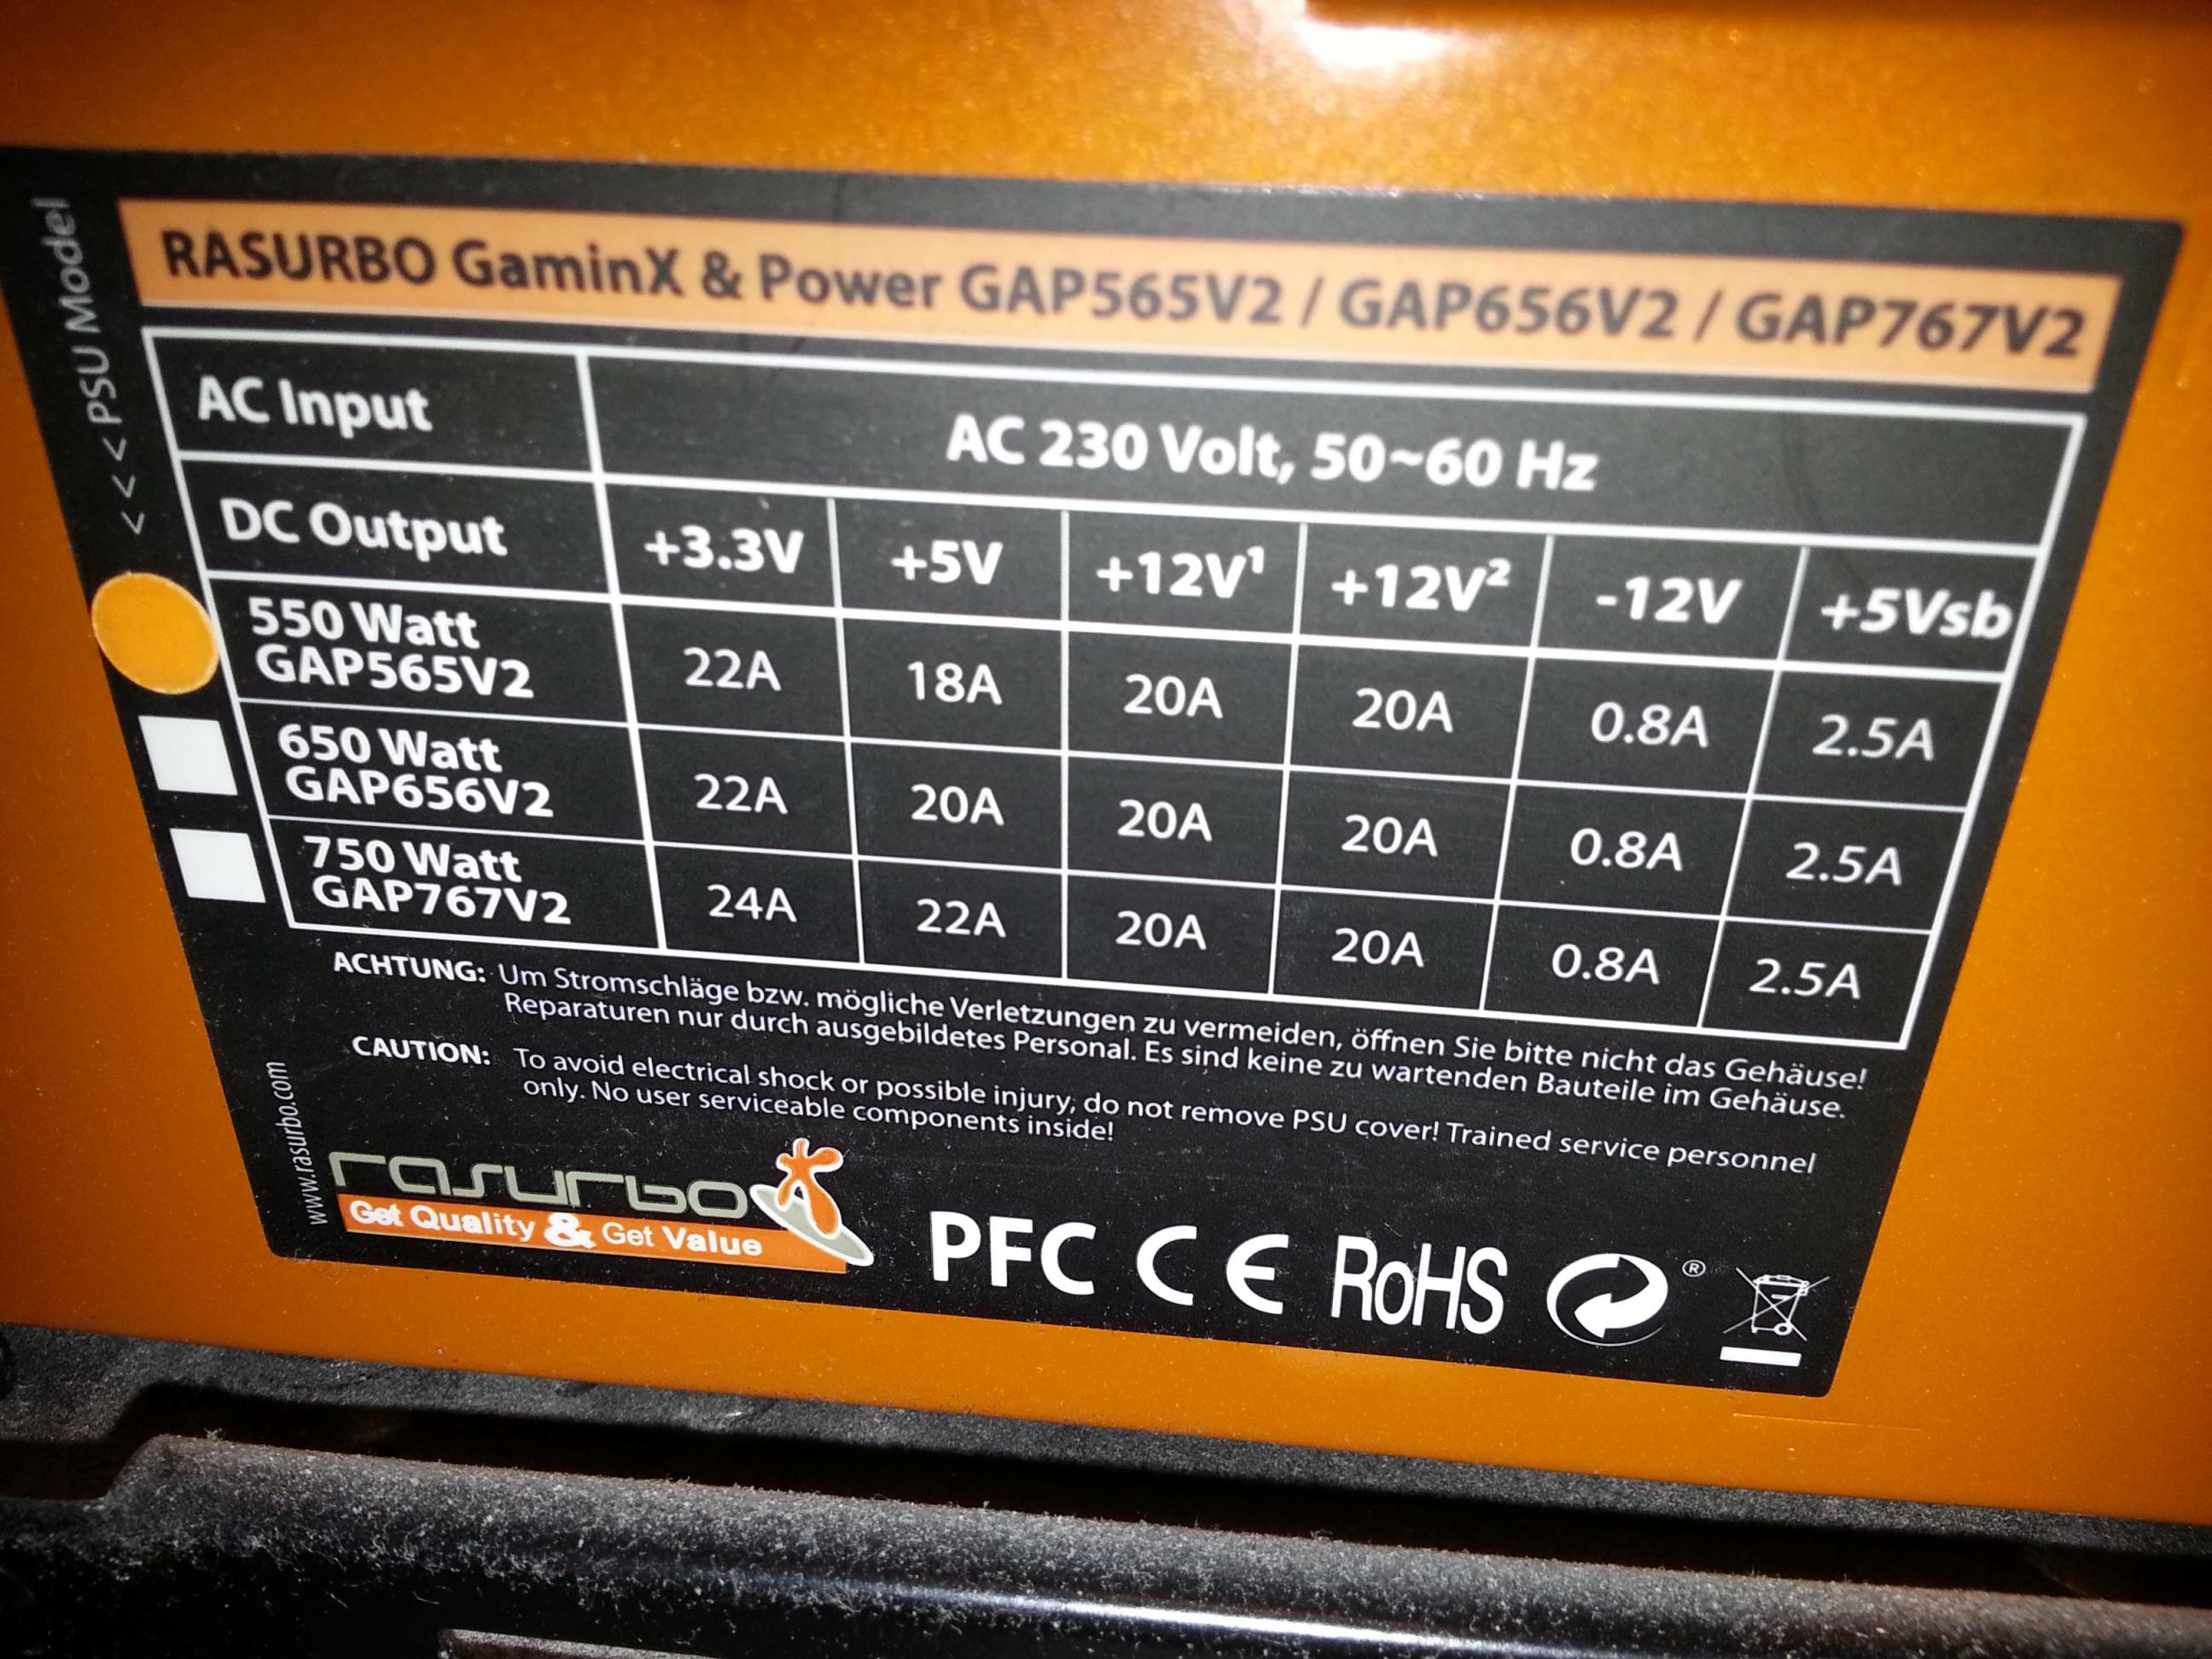 <<< PSU Model
RASURBO GaminX & Power GAP565V2 / GAP656V2 / GAP767V2
AC Input AC 230 Volt, 50~60 Hz
DC Output +3.3V +5V +12V¹ +12V² -12V +5Vsb
550 Watt
GAP565V2 22A 18A 20A 20A 0.8A 2.5A
650 Watt
GAP656V2 22A 20A 20A 20A 0.8A 2.5A
750 Watt
GAP767V2 24A 22A 20A 20A 0.8A 2.5A
ACHTUNG: Um Stromschläge bzw. mögliche Verletzungen zu vermeiden, öffnen Sie bitte nicht das Gehäuse!
Reparaturen nur durch ausgebildetes Personal. Es sind keine zu wartenden Bauteile im Gehäuse.
CAUTION: To avoid electrical shock or possible injury, do not remove PSU cover! Trained service personnel
only. No user serviceable components inside!
www.rasurbo.com
rasurbo
Get Quality & Get Value
PFC CE RoHS ®